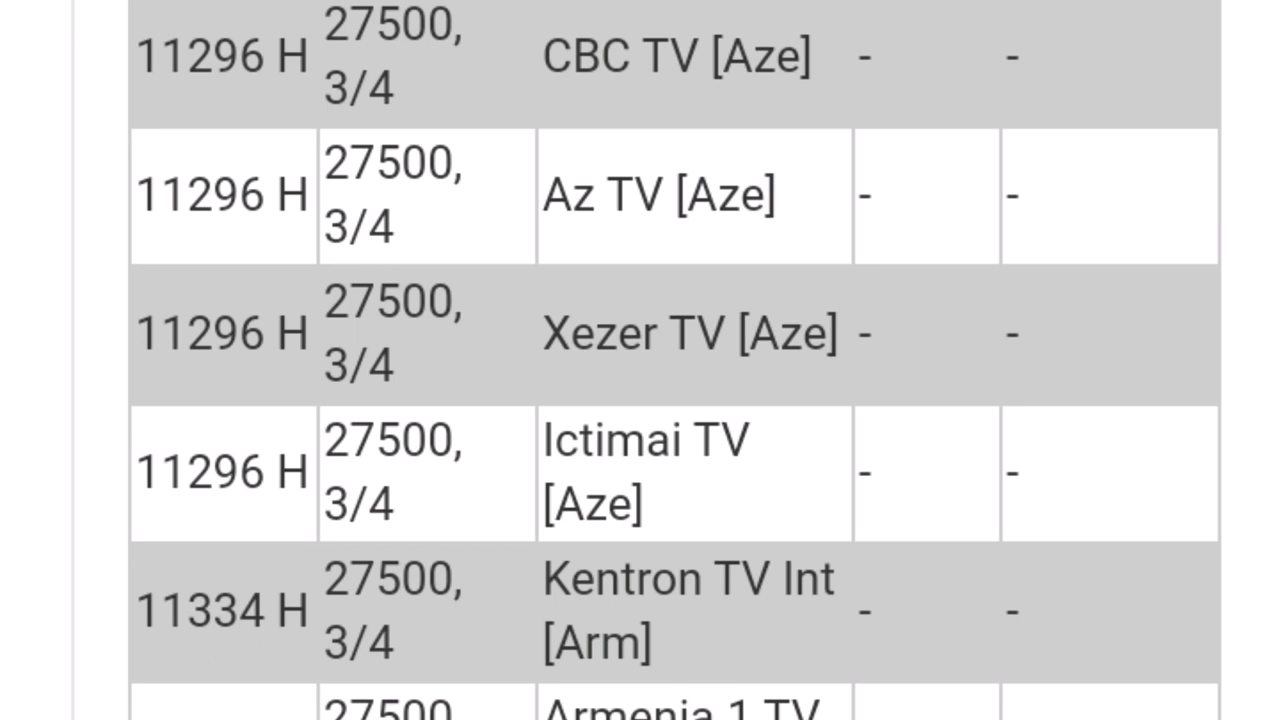 11296 H 27500, 3/4 CBC TV [Aze] - -
11296 H 27500, 3/4 Az TV [Aze] - -
11296 H 27500, 3/4 Xezer TV [Aze] - -
11296 H 27500, 3/4 Ictimai TV [Aze] - -
11334 H 27500, 3/4 Kentron TV Int [Arm] - -
27500 Armenia 1 TV